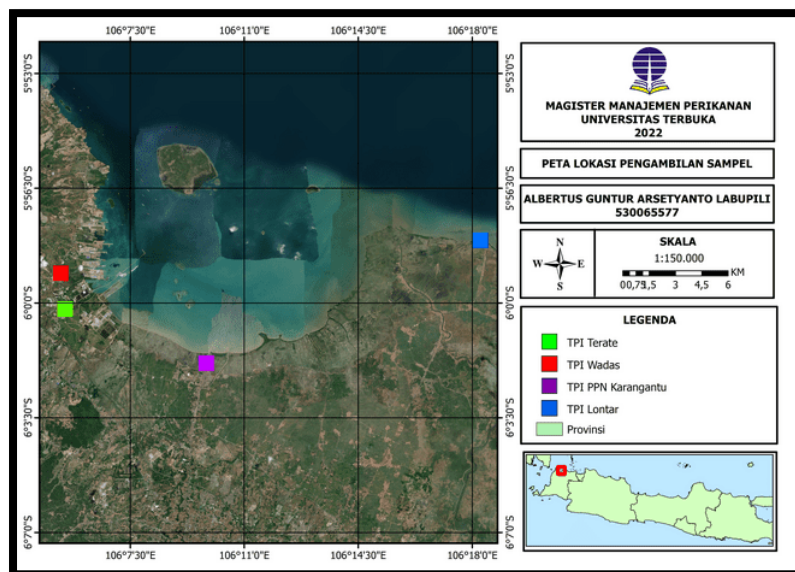 106°7'30"E 106°11'0"E 106°14'30"E 106°18'0"E
5°53'0"S 5°53'0"S
5°56'30"S 5°56'30"S
6°0'0"S 6°0'0"S
6°3'30"S 6°3'30"S
6°7'0"S 6°7'0"S
106°7'30"E 106°11'0"E 106°14'30"E 106°18'0"E
MAGISTER MANAJEMEN PERIKANAN
UNIVERSITAS TERBUKA
2022
PETA LOKASI PENGAMBILAN SAMPEL
ALBERTUS GUNTUR ARSETYANTO LABUPILI
530065577
N
W E
S
SKALA
1:150.000
00,751,5 3 4,5 6 KM
LEGENDA
TPI Terate
TPI Wadas
TPI PPN Karangantu
TPI Lontar
Provinsi